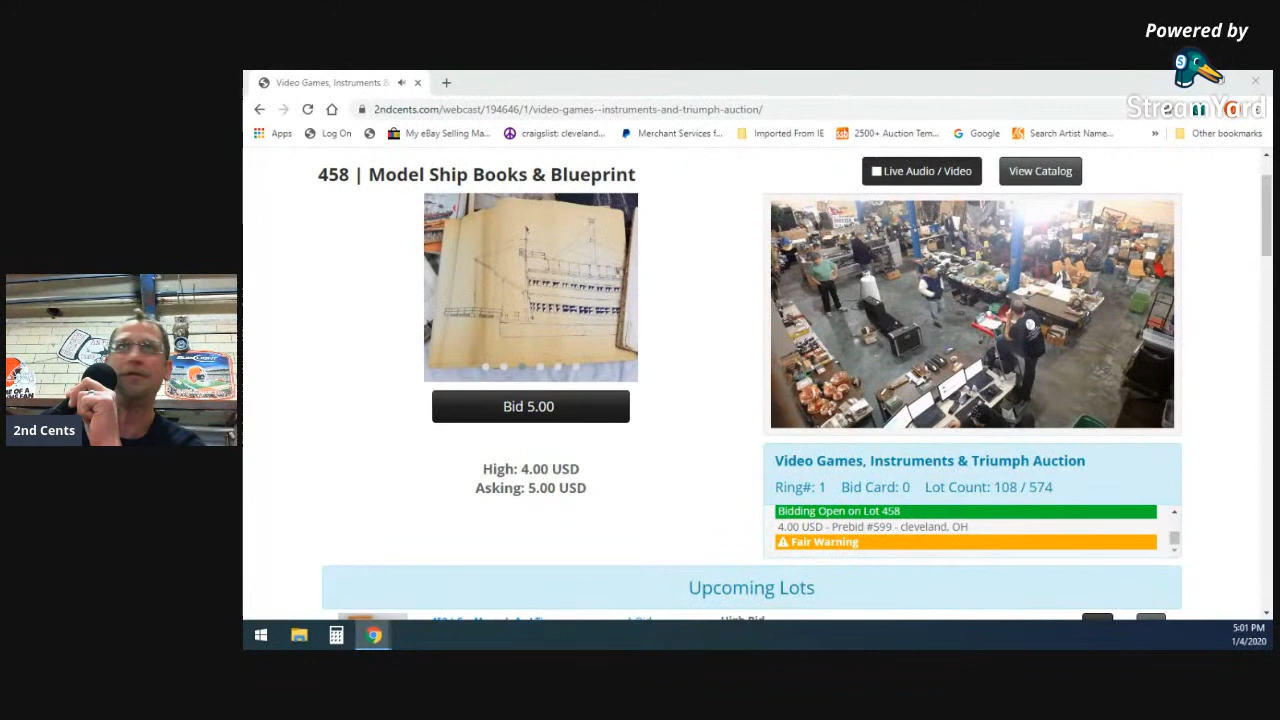 Powered by
StreamYard
Video Games, Instruments &
2ndcents.com/webcast/194646/1/video-games--instruments-and-triumph-auction/
Apps
Log On
My eBay Selling Ma...
craigslist: cleveland...
Merchant Services f...
Imported From IE
2500+ Auction Tem...
Google
Search Artist Name...
»
Other bookmarks
458 | Model Ship Books & Blueprint
Live Audio / Video
View Catalog
Bid 5.00
High: 4.00 USD
Asking: 5.00 USD
Video Games, Instruments & Triumph Auction
Ring#: 1 Bid Card: 0 Lot Count: 108 / 574
Bidding Open on Lot 458
4.00 USD - Prebid #599 - cleveland, OH
Fair Warning
Upcoming Lots
2nd Cents
5:01 PM
1/4/2020